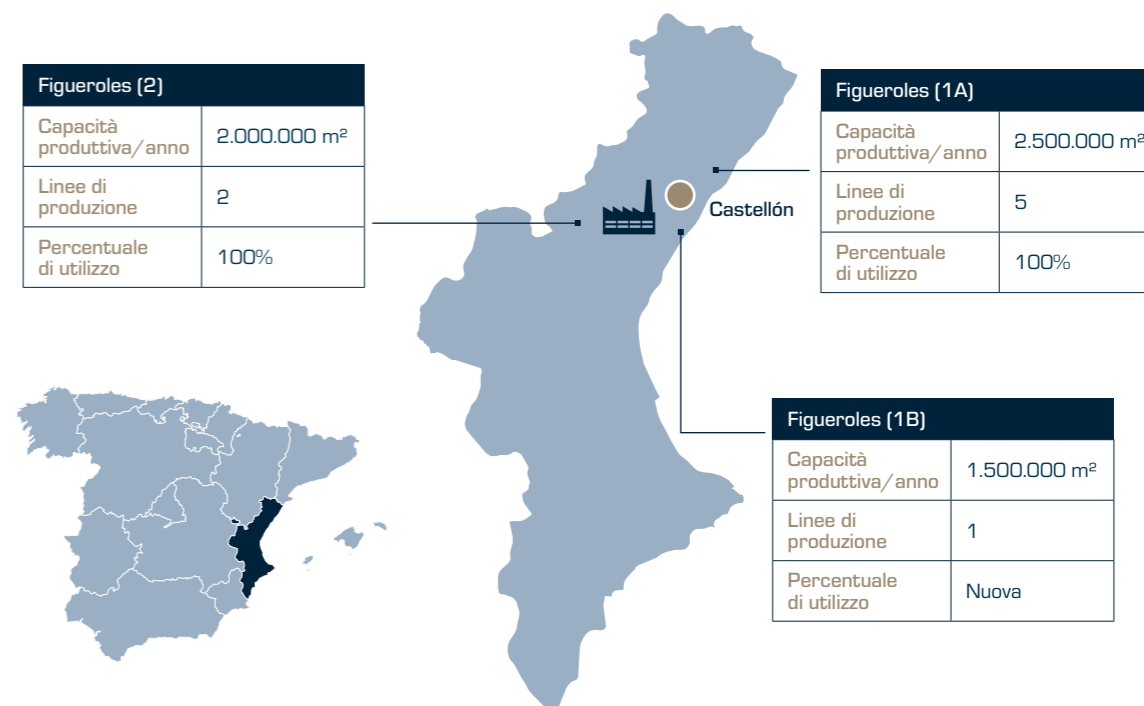 Figueroles (2)
Capacità
produttiva/anno
2.000.000 m²
Linee di
produzione
2
Percentuale
di utilizzo
100%
Figueroles (1A)
Capacità
produttiva/anno
2.500.000 m²
Linee di
produzione
5
Percentuale
di utilizzo
100%
Castellón
Figueroles (1B)
Capacità
produttiva/anno
1.500.000 m²
Linee di
produzione
1
Percentuale
di utilizzo
Nuova